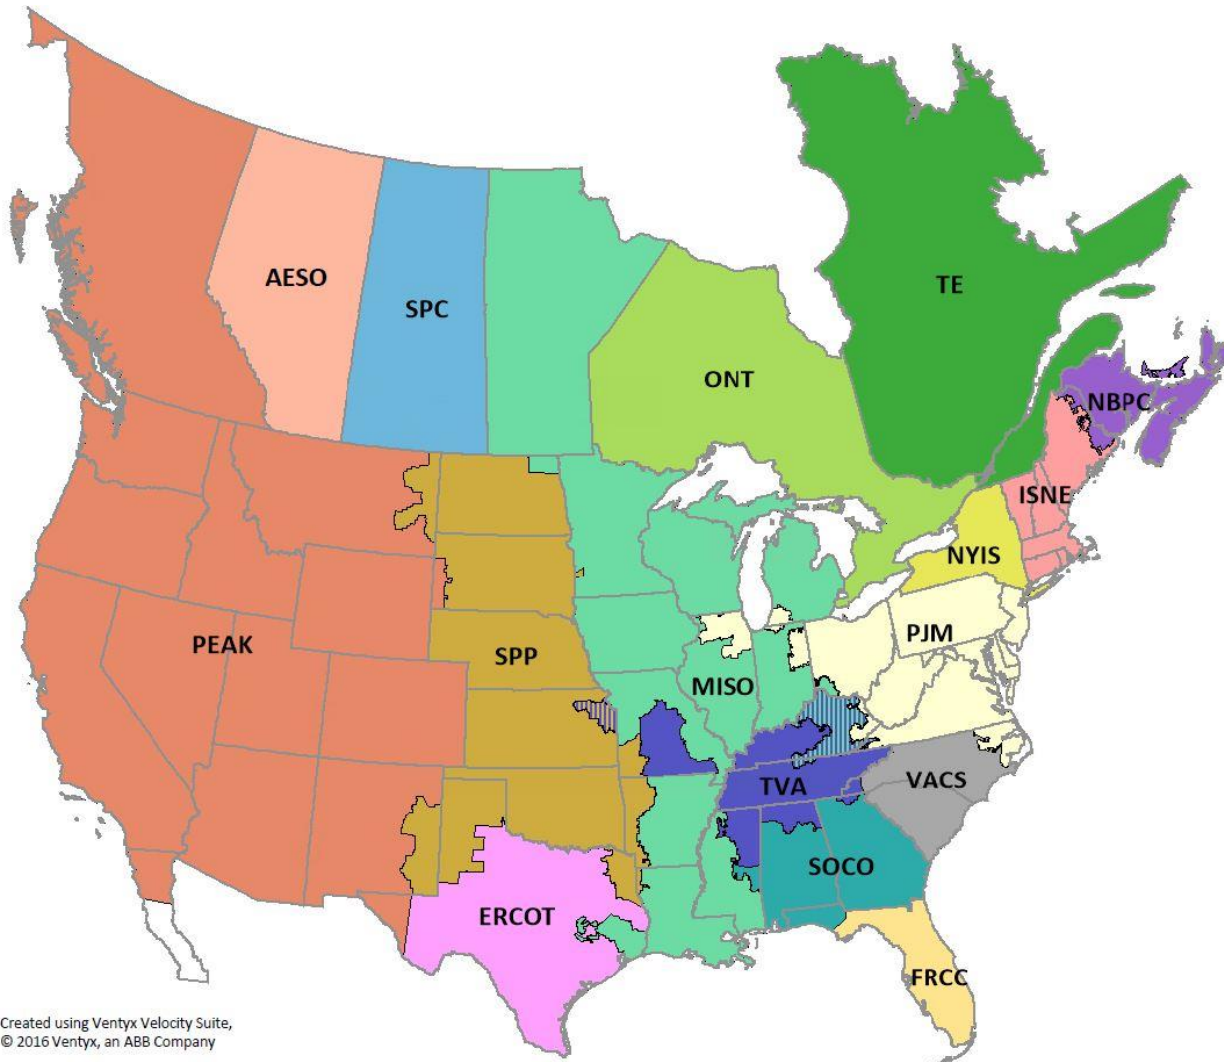 AESO
SPC
TE
ONT
NBPC
ISNE
NYIS
PEAK
SPP
PJM
MISO
TVA
VACS
SOCO
ERCOT
FRCC
Created using Ventyx Velocity Suite,
© 2016 Ventyx, an ABB Company